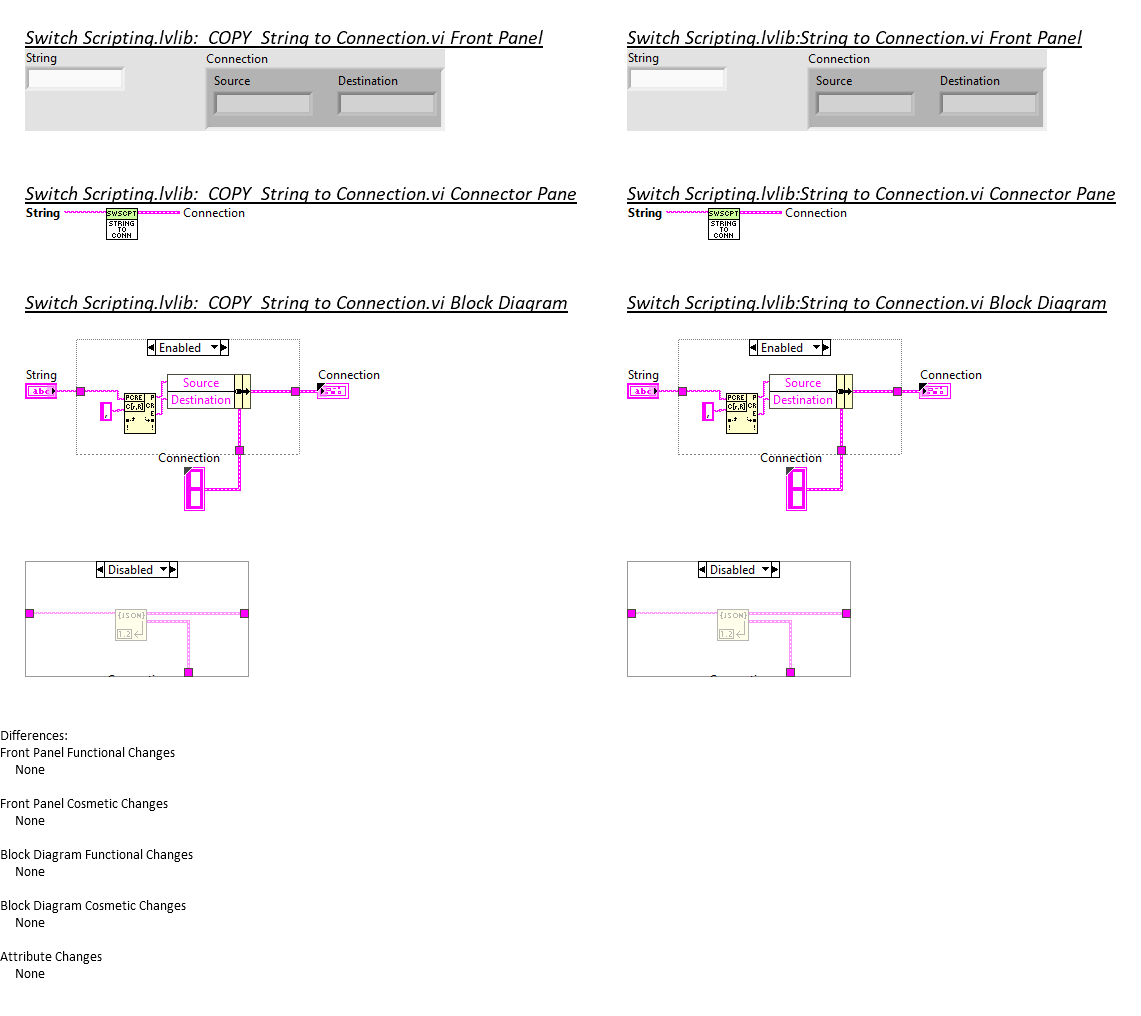 Switch Scripting.lvlib:_COPY_String to Connection.vi Front Panel
String
Connection
Source
Destination
Switch Scripting.lvlib:String to Connection.vi Front Panel
String
Connection
Source
Destination
Switch Scripting.lvlib:_COPY_String to Connection.vi Connector Pane
String
SWSCPT
STRING
TO
CONN
Connection
Switch Scripting.lvlib:String to Connection.vi Connector Pane
String
SWSCPT
STRING
TO
CONN
Connection
Switch Scripting.lvlib:_COPY_String to Connection.vi Block Diagram
Enabled
String
abc
PCRE
Source
Destination
Connection
Connection
Disabled
{JSON}
1.2
Switch Scripting.lvlib:String to Connection.vi Block Diagram
Enabled
String
abc
PCRE
Source
Destination
Connection
Connection
Disabled
{JSON}
1.2
Differences:
Front Panel Functional Changes
None
Front Panel Cosmetic Changes
None
Block Diagram Functional Changes
None
Block Diagram Cosmetic Changes
None
Attribute Changes
None